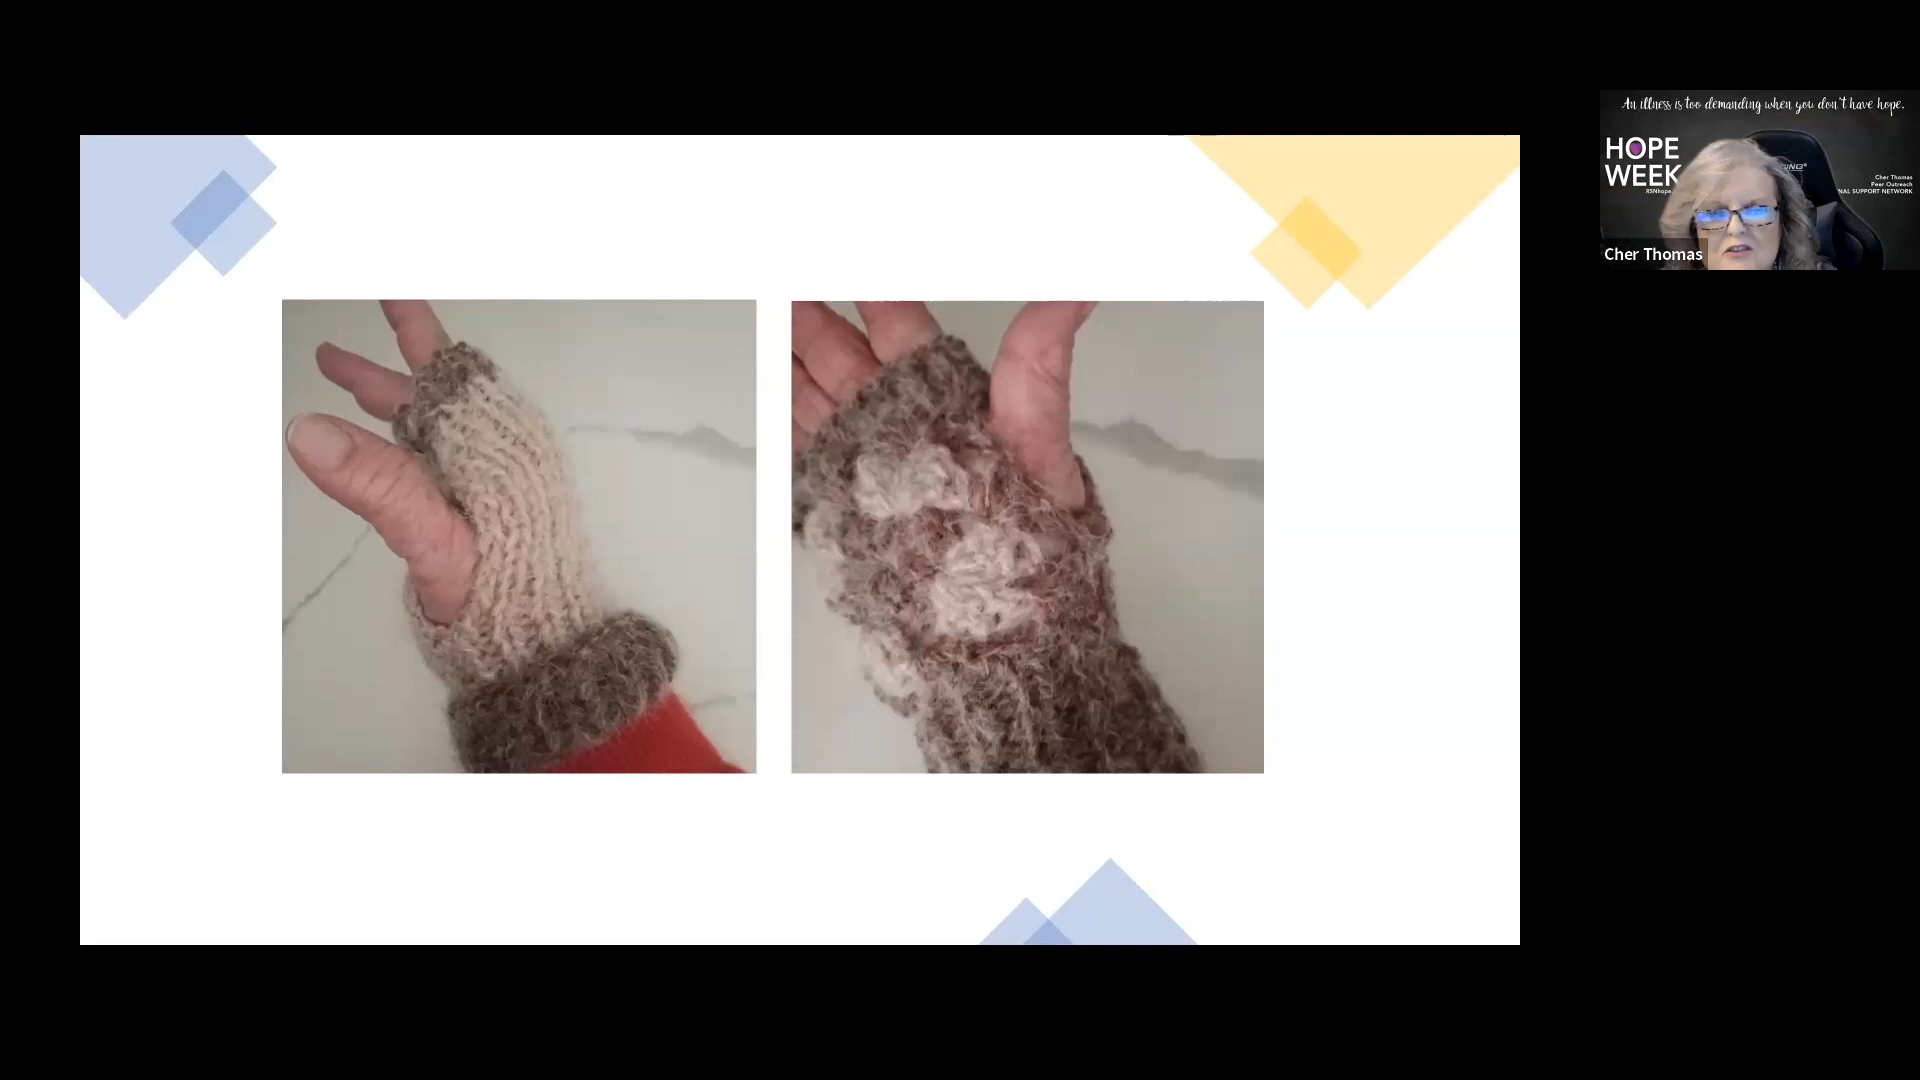 An illness is too demanding when you don't have hope.
HOPE
WEEK
Cher Thomas
Peer Outreach
NAL SUPPORT NETWORK
Cher Thomas